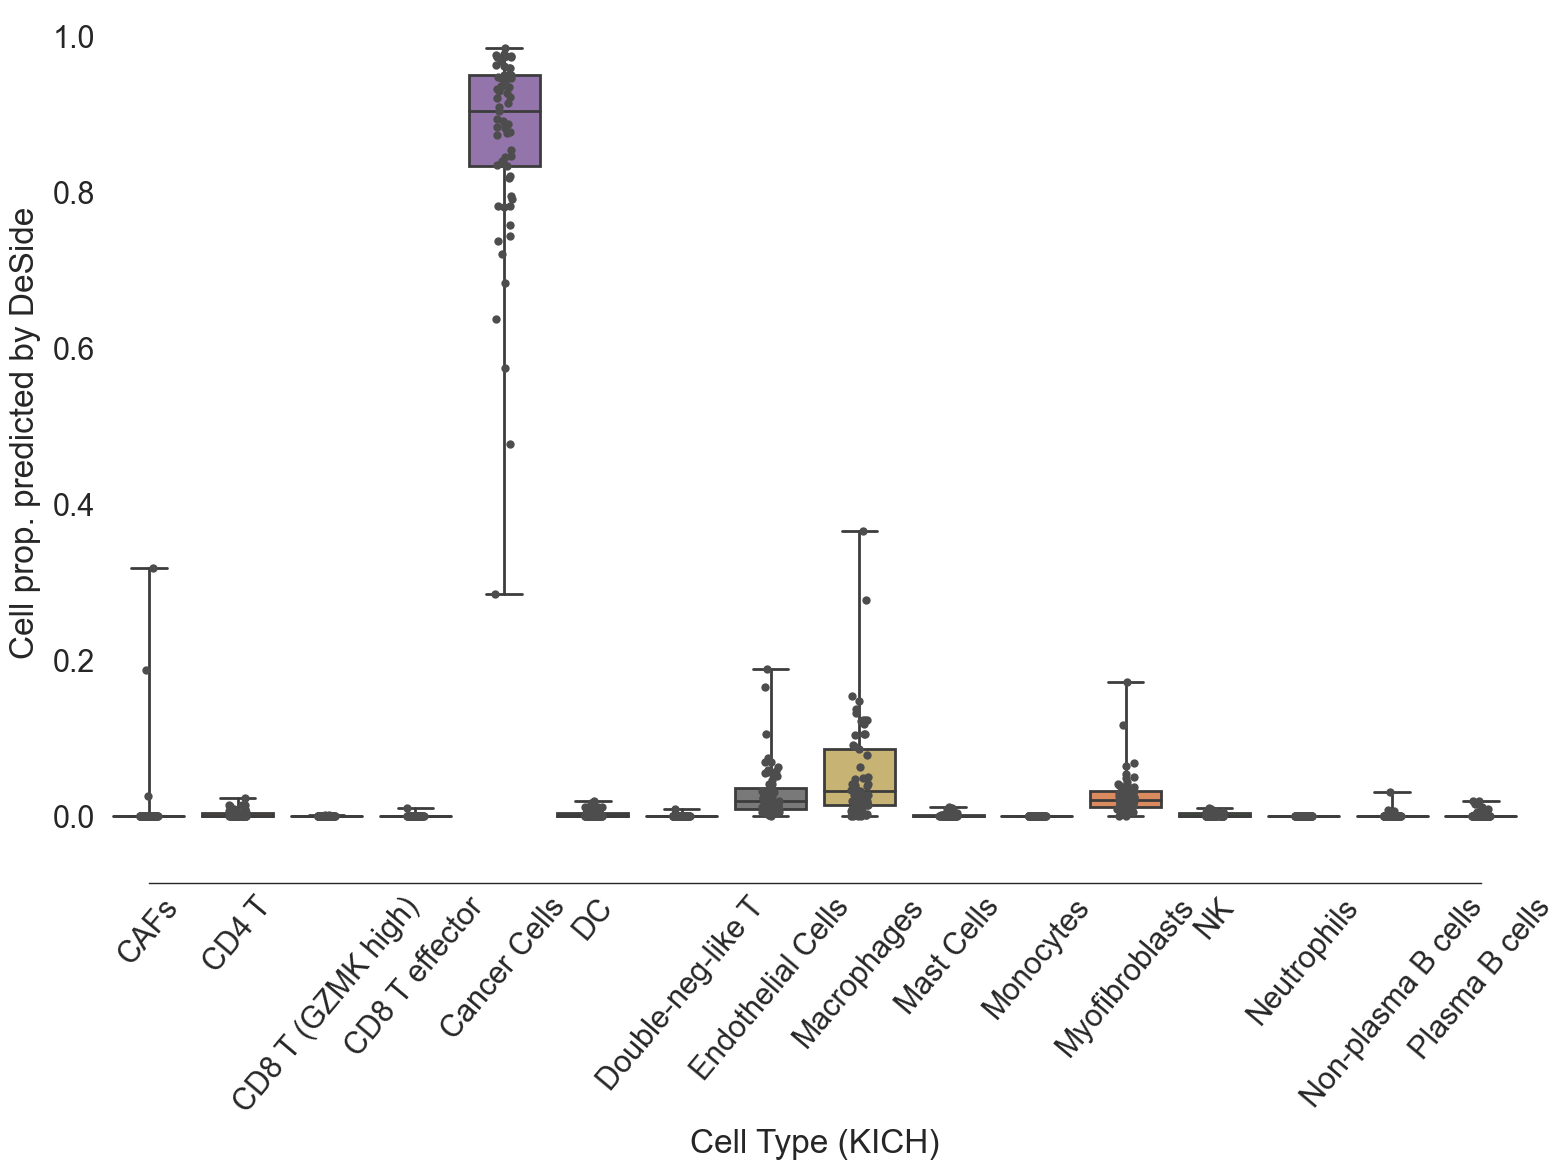 Cell prop. predicted by DeSide
1.0
0.8
0.6
0.4
0.2
0.0
CAFs
CD4 T
CD8 T (GZMK high)
CD8 T effector
Cancer Cells
DC
Double-neg-like T
Endothelial Cells
Macrophages
Mast Cells
Monocytes
Myofibroblasts
NK
Neutrophils
Non-plasma B cells
Plasma B cells
Cell Type (KICH)